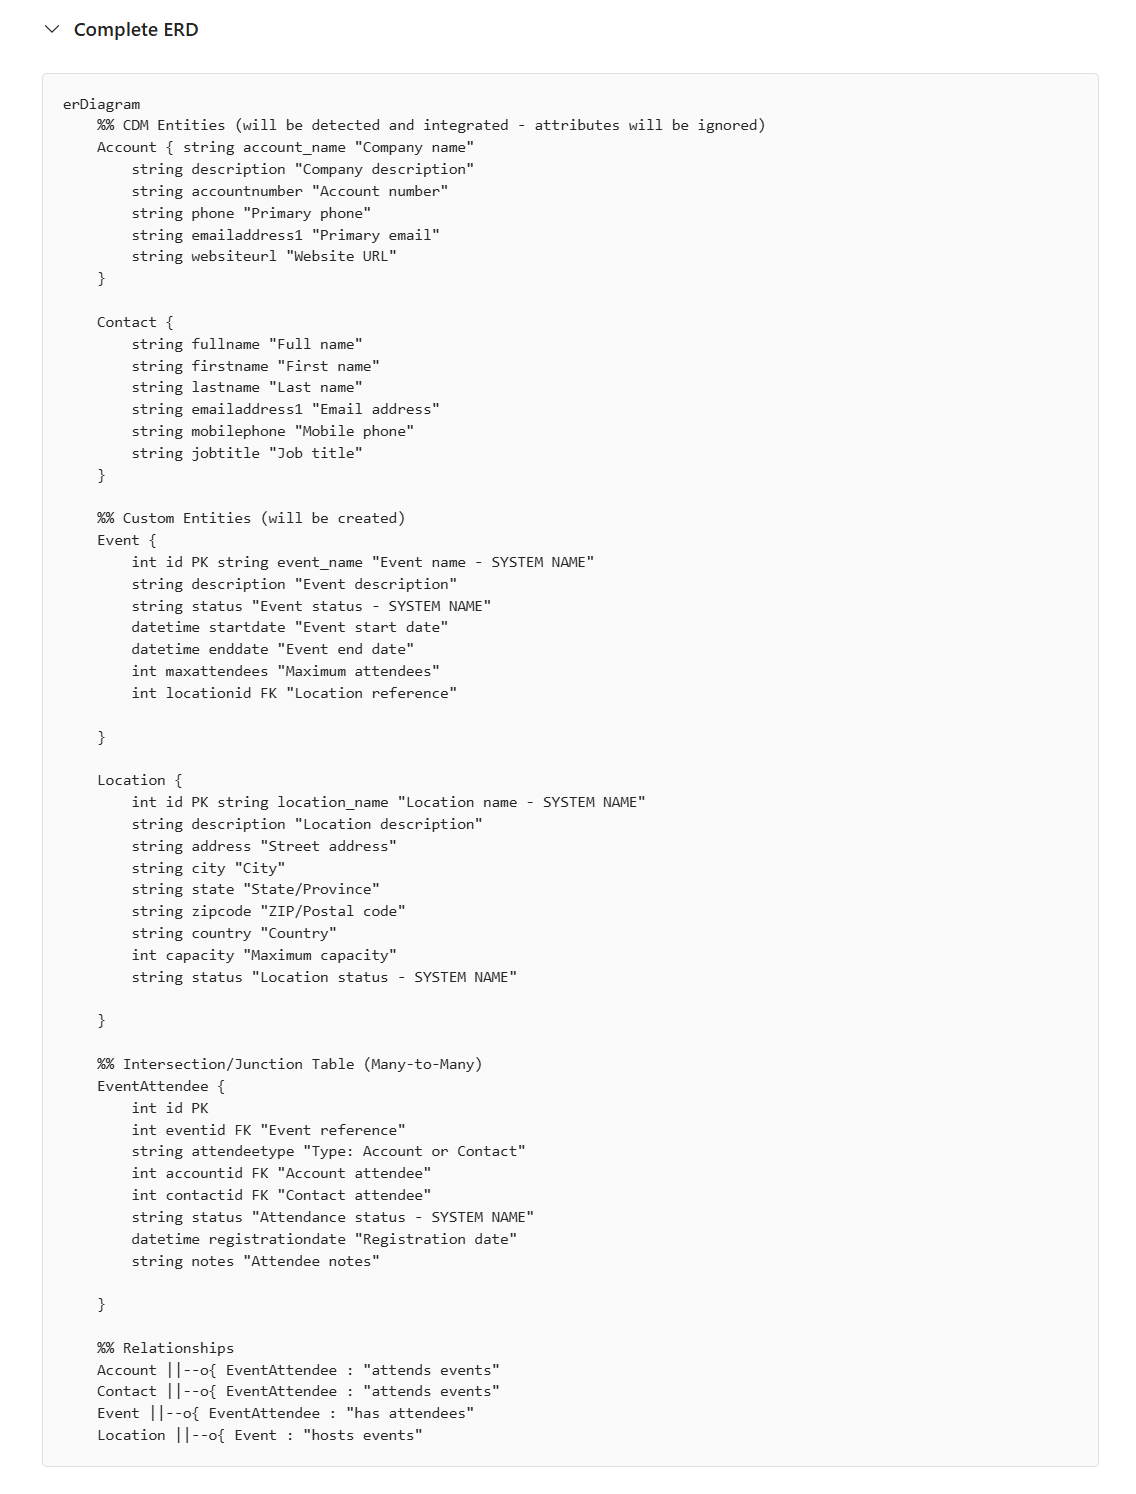 Complete ERD
erDiagram
%% CDM Entities (will be detected and integrated - attributes will be ignored)
Account { string account_name "Company name"
string description "Company description"
string accountnumber "Account number"
string phone "Primary phone"
string emailaddress1 "Primary email"
string websiteurl "Website URL"
}
Contact {
string fullname "Full name"
string firstname "First name"
string lastname "Last name"
string emailaddress1 "Email address"
string mobilephone "Mobile phone"
string jobtitle "Job title"
}
%% Custom Entities (will be created)
Event {
int id PK string event_name "Event name - SYSTEM NAME"
string description "Event description"
string status "Event status - SYSTEM NAME"
datetime startdate "Event start date"
datetime enddate "Event end date"
int maxattendees "Maximum attendees"
int locationid FK "Location reference"
}
Location {
int id PK string location_name "Location name - SYSTEM NAME"
string description "Location description"
string address "Street address"
string city "City"
string state "State/Province"
string zipcode "ZIP/Postal code"
string country "Country"
int capacity "Maximum capacity"
string status "Location status - SYSTEM NAME"
}
%% Intersection/Junction Table (Many-to-Many)
EventAttendee {
int id PK
int eventid FK "Event reference"
string attendeetype "Type: Account or Contact"
int accountid FK "Account attendee"
int contactid FK "Contact attendee"
string status "Attendance status - SYSTEM NAME"
datetime registrationdate "Registration date"
string notes "Attendee notes"
}
%% Relationships
Account ||--o{ EventAttendee : "attends events"
Contact ||--o{ EventAttendee : "attends events"
Event ||--o{ EventAttendee : "has attendees"
Location ||--o{ Event : "hosts events"